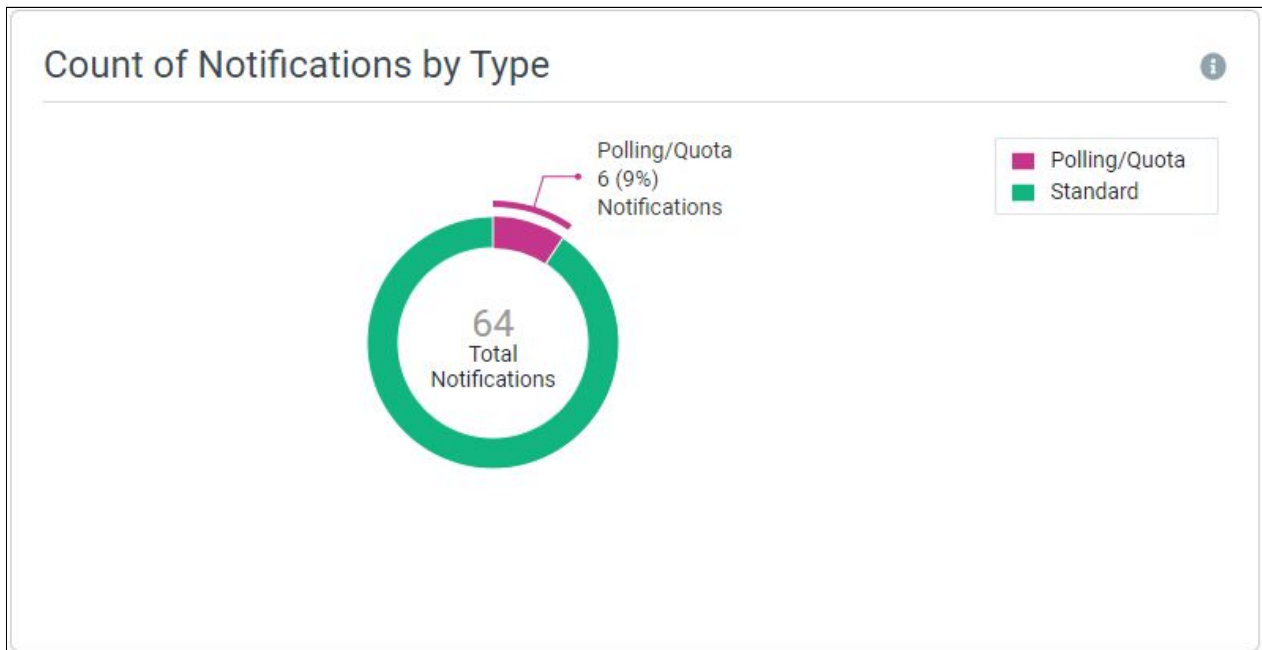 Count of Notifications by Type
Polling/Quota
6 (9%)
Notifications
Polling/Quota
Standard
64
Total
Notifications